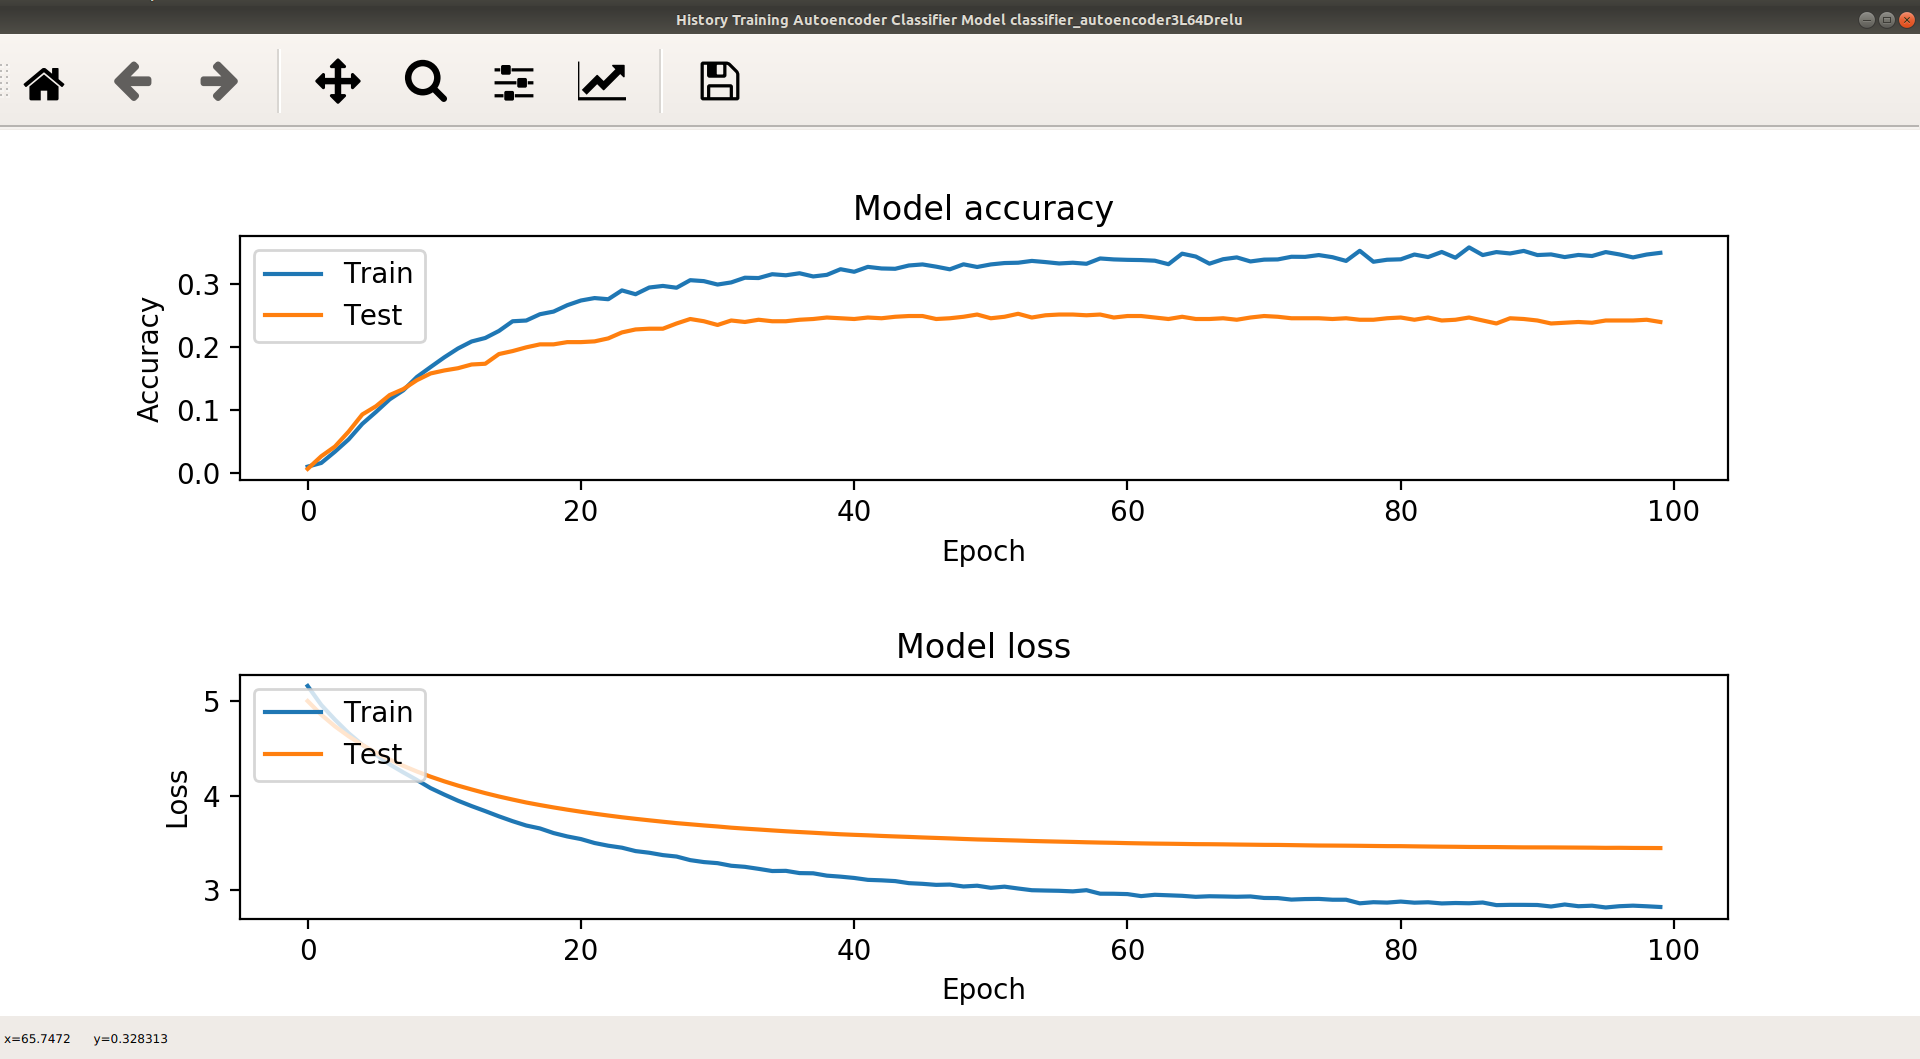 History Training Autoencoder Classifier Model classifier_autoencoder3L64Drelu
Model accuracy
Train
Test
Accuracy
0.3
0.2
0.1
0.0
0 20 40 60 80 100
Epoch
Model loss
Train
Test
Loss
5
4
3
0 20 40 60 80 100
Epoch
x=65.7472 y=0.328313